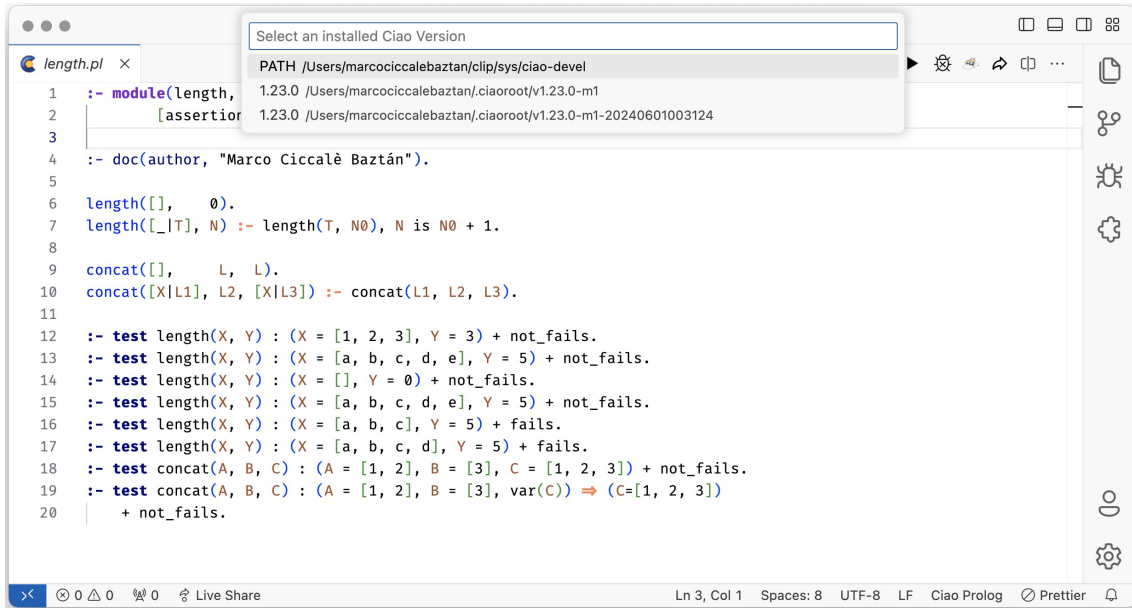 Select an installed Ciao Version
PATH /Users/marcociccalebaztan/clip/sys/ciao-devel
1.23.0 /Users/marcociccalebaztan/.ciaoroot/v1.23.0-m1
1.23.0 /Users/marcociccalebaztan/.ciaoroot/v1.23.0-m1-20240601003124
length.pl
1 :- module(length,
2 [assertion
3
4 :- doc(author, "Marco Ciccalè Baztán").
5
6 length([],    0).
7 length([_|T], N) :- length(T, N0), N is N0 + 1.
8
9 concat([],     L,  L).
10 concat([X|L1], L2, [X|L3]) :- concat(L1, L2, L3).
11
12 :- test length(X, Y) : (X = [1, 2, 3], Y = 3) + not_fails.
13 :- test length(X, Y) : (X = [a, b, c, d, e], Y = 5) + not_fails.
14 :- test length(X, Y) : (X = [], Y = 0) + not_fails.
15 :- test length(X, Y) : (X = [a, b, c, d, e], Y = 5) + not_fails.
16 :- test length(X, Y) : (X = [a, b, c], Y = 5) + fails.
17 :- test length(X, Y) : (X = [a, b, c, d], Y = 5) + fails.
18 :- test concat(A, B, C) : (A = [1, 2], B = [3], C = [1, 2, 3]) + not_fails.
19 :- test concat(A, B, C) : (A = [1, 2], B = [3], var(C)) ⇒ (C=[1, 2, 3])
20 + not_fails.
0 0 0 Live Share Ln 3, Col 1 Spaces: 8 UTF-8 LF Ciao Prolog Prettier